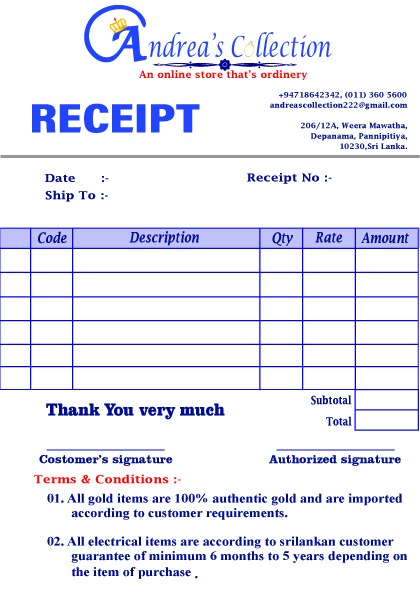 Andrea's Collection
An online store that's ordinery
+94718642342, (011) 360 5600
andreascollection222@gmail.com
RECEIPT
206/12A, Weera Mawatha,
Depanama, Pannipitiya,
10230,Sri Lanka.
Date :- Receipt No :-
Ship To :-
Code Description Qty Rate Amount
Subtotal
Thank You very much
Total
Costomer's signature Authorized signature
Terms & Conditions :-
01. All gold items are 100% authentic gold and are imported
according to customer requirements.
02. All electrical items are according to srilankan customer
guarantee of minimum 6 months to 5 years depending on
the item of purchase .